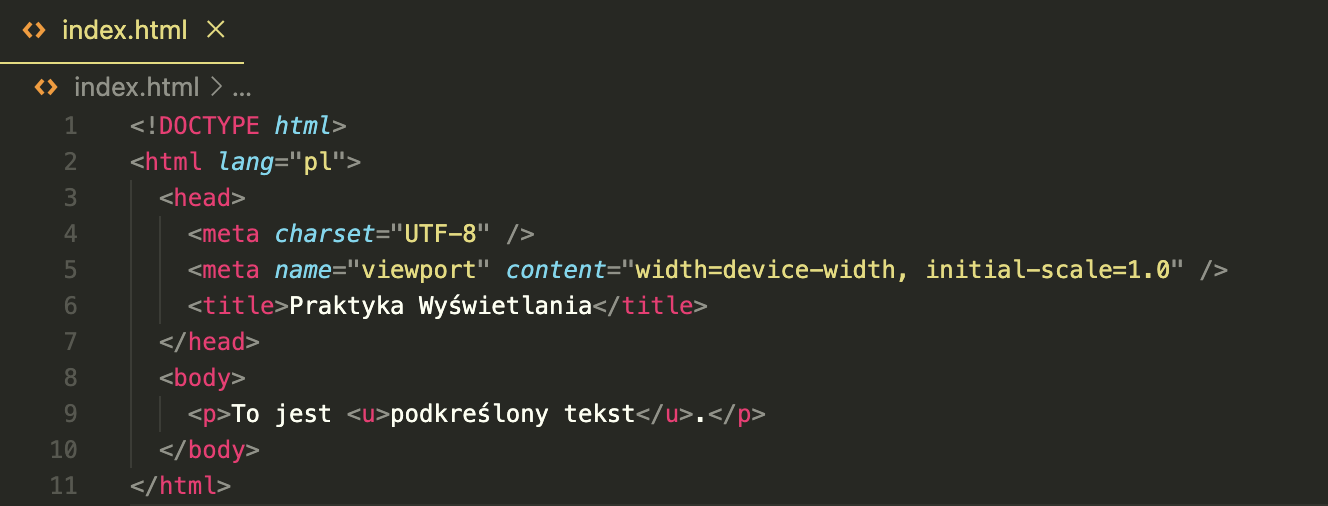 index.html
index.html > ...
1 <!DOCTYPE html>
2 <html lang="pl">
3 <head>
4 <meta charset="UTF-8" />
5 <meta name="viewport" content="width=device-width, initial-scale=1.0" />
6 <title>Praktyka Wyświetlania</title>
7 </head>
8 <body>
9 <p>To jest <u>podkreślony tekst</u>.</p>
10 </body>
11 </html>